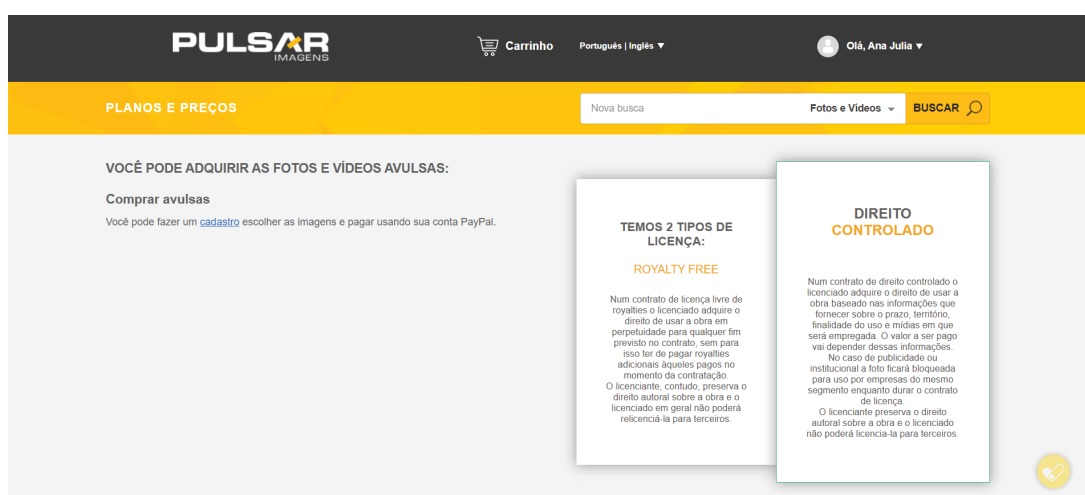 PULSAR
IMAGENS
Carrinho
Português | Inglês ▼
Olá, Ana Julia ▼
PLANOS E PREÇOS
Nova busca
Fotos e Vídeos
BUSCAR
VOCÊ PODE ADQUIRIR AS FOTOS E VÍDEOS AVULSAS:
Comprar avulsas
Você pode fazer um cadastro escolher as imagens e pagar usando sua conta PayPal.
TEMOS 2 TIPOS DE
LICENÇA:
ROYALTY FREE
Num contrato de licença livre de
royalties o licenciado adquire o
direito de usar a obra em
perpetuidade para qualquer fim
previsto no contrato, sem para
isso ter de pagar royalties
adicionais àqueles pagos no
momento da contratação.
O licenciante, contudo, preserva o
direito autoral sobre a obra e o
licenciado em geral não poderá
relicenciá-la para terceiros.
DIREITO
CONTROLADO
Num contrato de direito controlado o
licenciado adquire o direito de usar a
obra baseado nas informações que
fornecer sobre o prazo, território,
finalidade do uso e mídias em que
será empregada. O valor a ser pago
vai depender dessas informações.
No caso de publicidade ou
institucional a foto ficará bloqueada
para uso por empresas do mesmo
segmento enquanto durar o contrato
de licença.
O licenciante preserva o direito
autoral sobre a obra e o licenciado
não poderá licencia-la para terceiros.